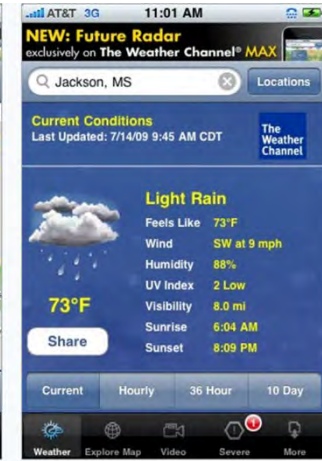 AT&T 3G 11:01 AM
NEW: Future Radar
exclusively on The Weather Channel® MAX
Jackson, MS Locations
Current Conditions
Last Updated: 7/14/09 9:45 AM CDT
The
Weather
Channel
Light Rain
Feels Like 73°F
Wind SW at 9 mph
Humidity 88%
UV Index 2 Low
Visibility 8.0 mi
Sunrise 6:04 AM
Sunset 8:09 PM
73°F
Share
Current Hourly 36 Hour 10 Day
1
Weather Explore Map Video Severe More